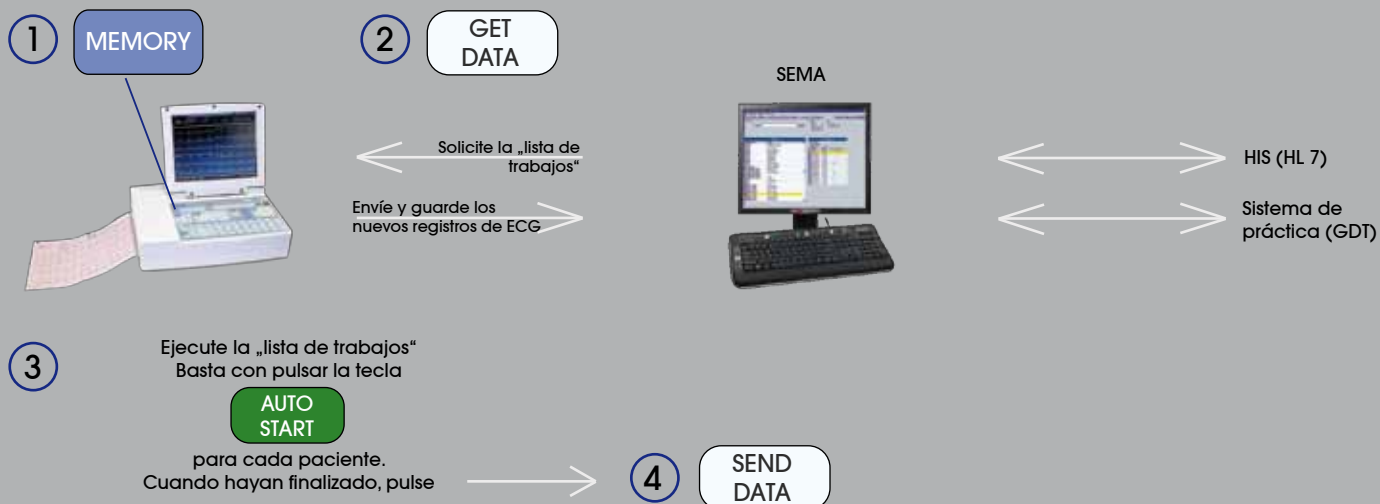 1
MEMORY
2
GET
DATA
SEMA
Solicite la „lista de
trabajos“
HIS (HL 7)
Envíe y guarde los
nuevos registros de ECG
Sistema de
práctica (GDT)
3
Ejecute la „lista de trabajos“
Basta con pulsar la tecla
AUTO
START
para cada paciente.
Cuando hayan finalizado, pulse
4
SEND
DATA